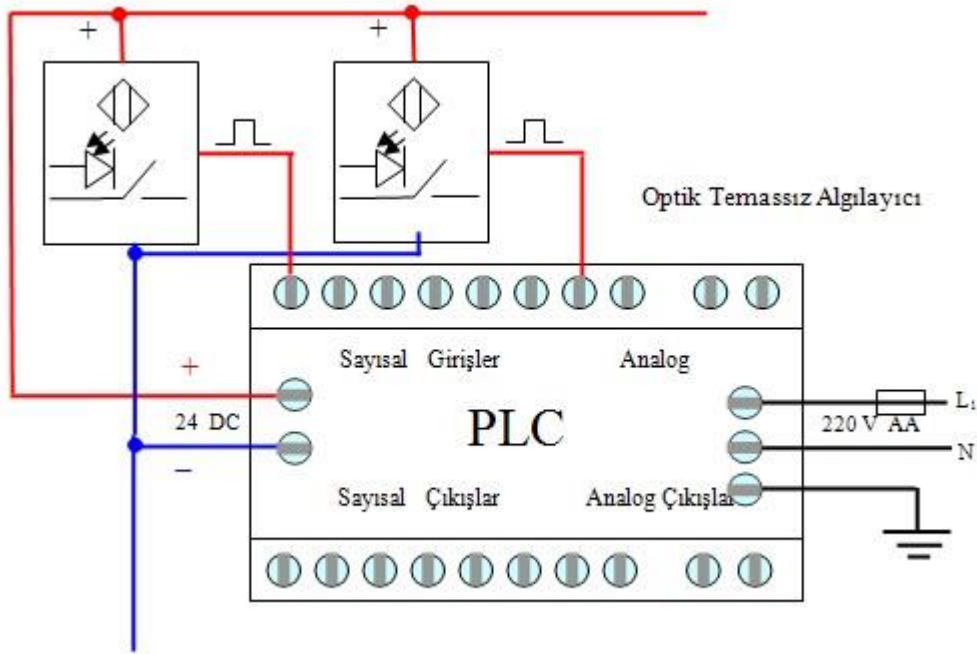 + +
Optik Temassız Algılayıcı
Sayısal Girişler Analog
+
24 DC
−
PLC
220 V AA
L₁
N
Sayısal Çıkışlar Analog Çıkışlar